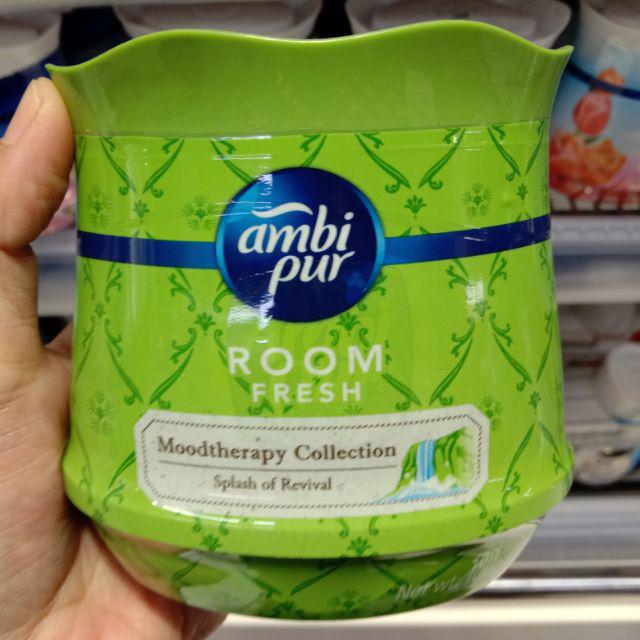 ambi
pur
ROOM
FRESH
Moodtherapy Collection
Splash of Revival